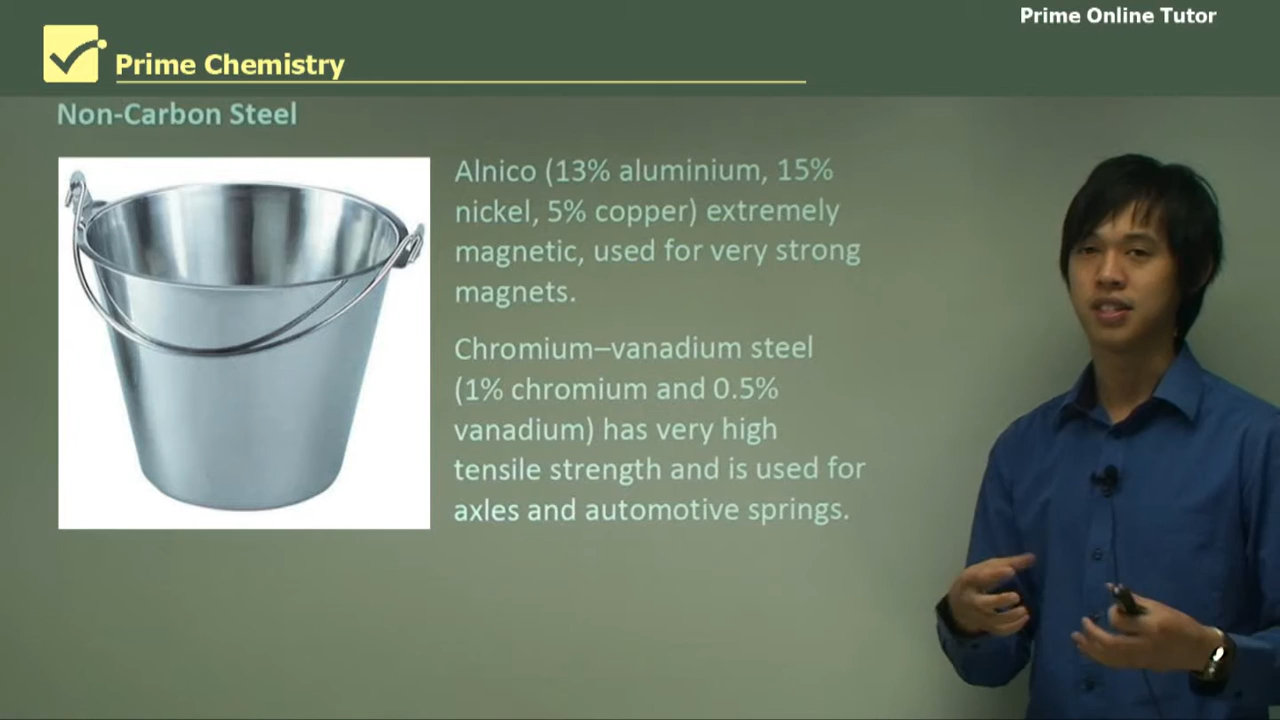 Prime Online Tutor
Prime Chemistry
Non-Carbon Steel
Alnico (13% aluminium, 15%
nickel, 5% copper) extremely
magnetic, used for very strong
magnets.
Chromium–vanadium steel
(1% chromium and 0.5%
vanadium) has very high
tensile strength and is used for
axles and automotive springs.